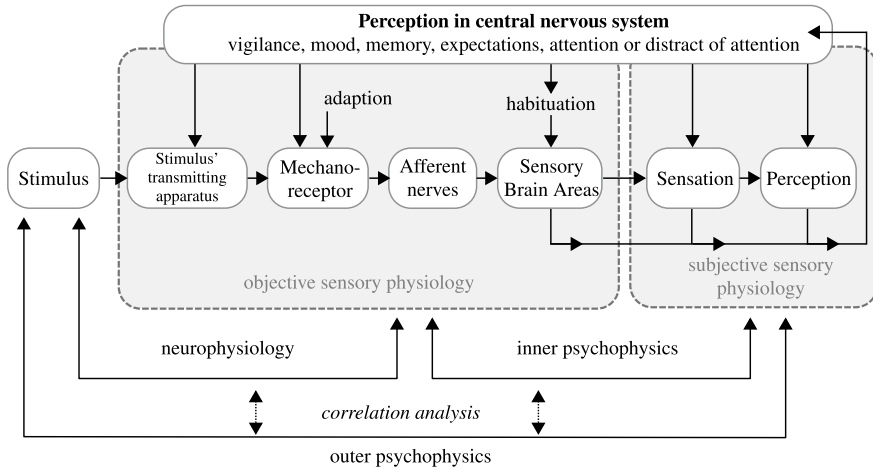 Perception in central nervous system
vigilance, mood, memory, expectations, attention or distract of attention
adaption
habituation
Stimulus
Stimulus'
transmitting
apparatus
Mechano-
receptor
Afferent
nerves
Sensory
Brain Areas
Sensation
Perception
objective sensory physiology
subjective sensory
physiology
neurophysiology
inner psychophysics
correlation analysis
outer psychophysics